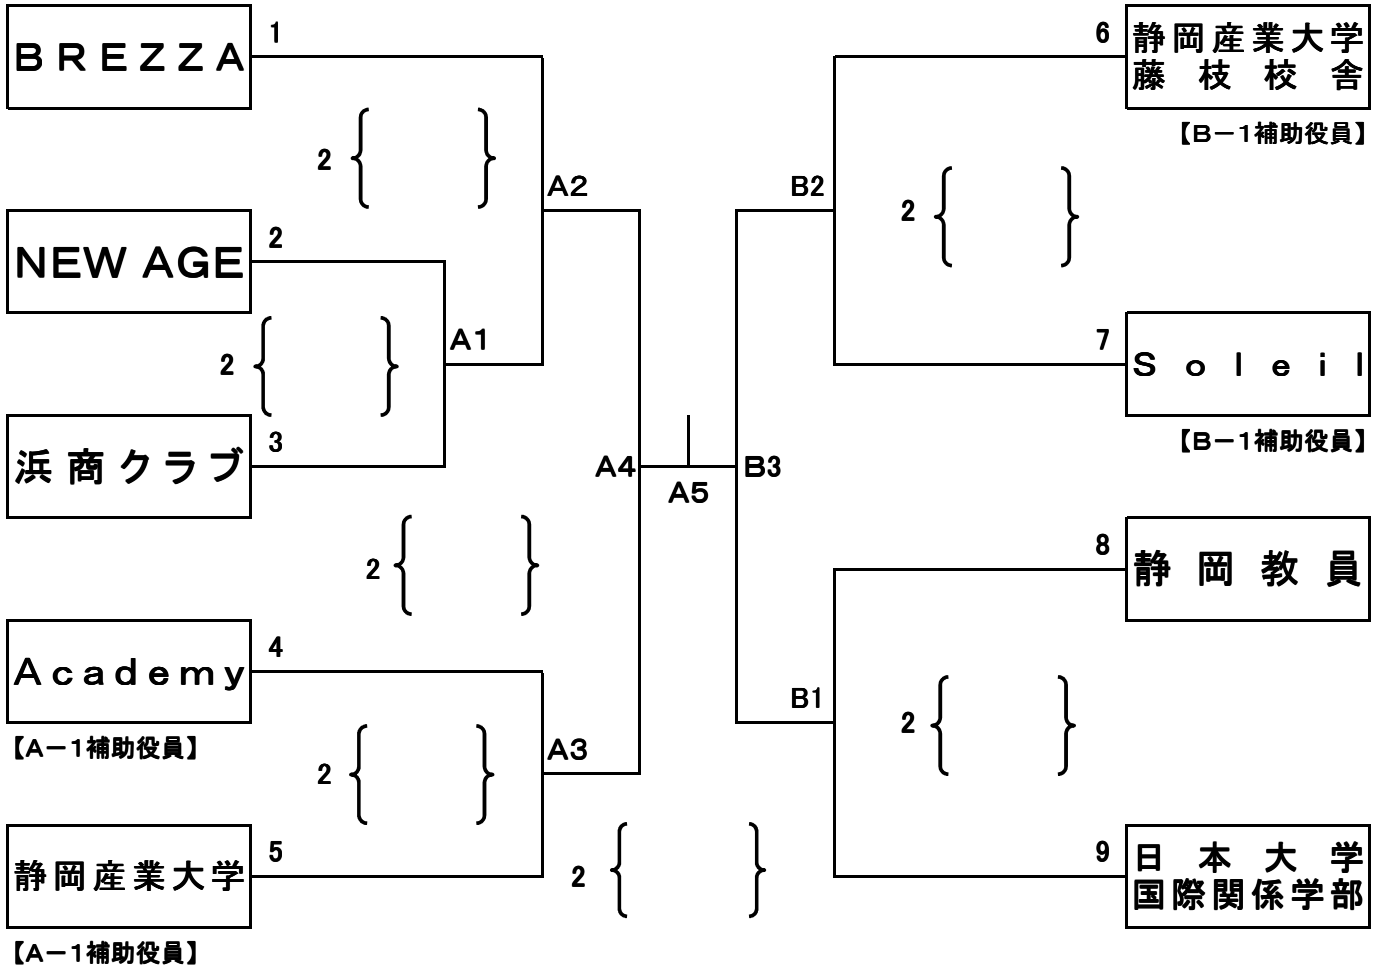 BREZZA
1
2
A2
NEW AGE
2
2
A1
浜商クラブ
3
A4
2
Academy
4
【A－1補助役員】
2
A3
静岡産業大学
5
【A－1補助役員】
A5
2
6
静岡産業大学
藤枝校舎
【B－1補助役員】
B2
2
7
Soleil
【B－1補助役員】
B3
8
静岡教員
B1
2
9
日本大学
国際関係学部